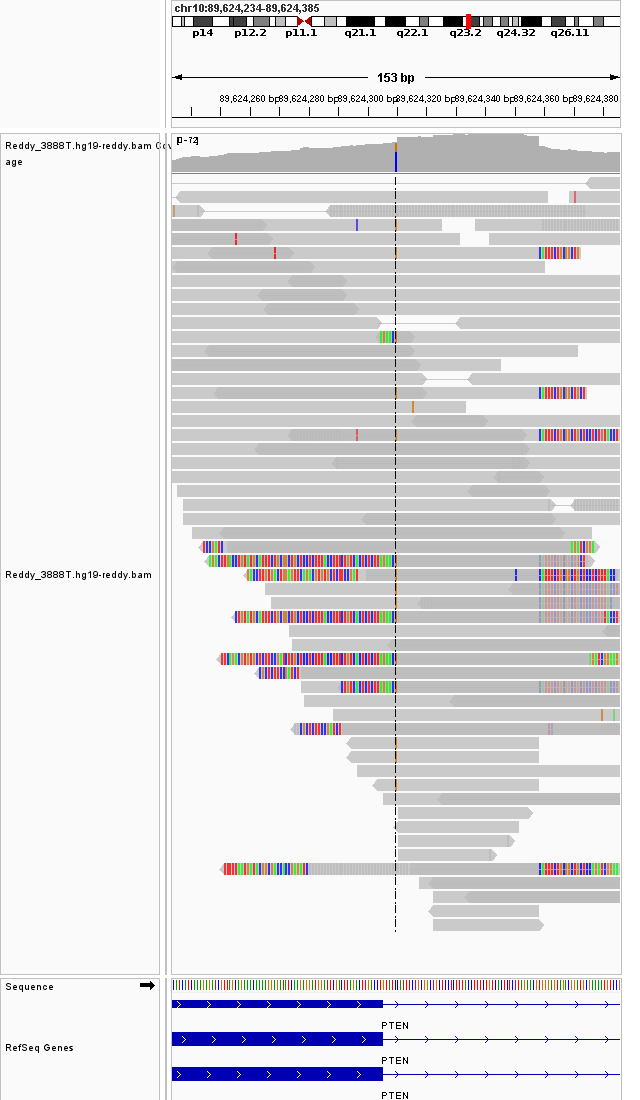 chr10:89,624,234-89,624,385
p14 p12.2 p11.1 q21.1 q22.1 q23.2 q24.32 q26.11
153 bp
89,624,260 bp 89,624,280 bp 89,624,300 bp 89,624,320 bp 89,624,340 bp 89,624,360 bp 89,624,380
Reddy_3888T.hg19-reddy.bam Cov
age
[0-72]
Reddy_3888T.hg19-reddy.bam
Sequence
PTEN
RefSeq Genes
PTEN
PTEN